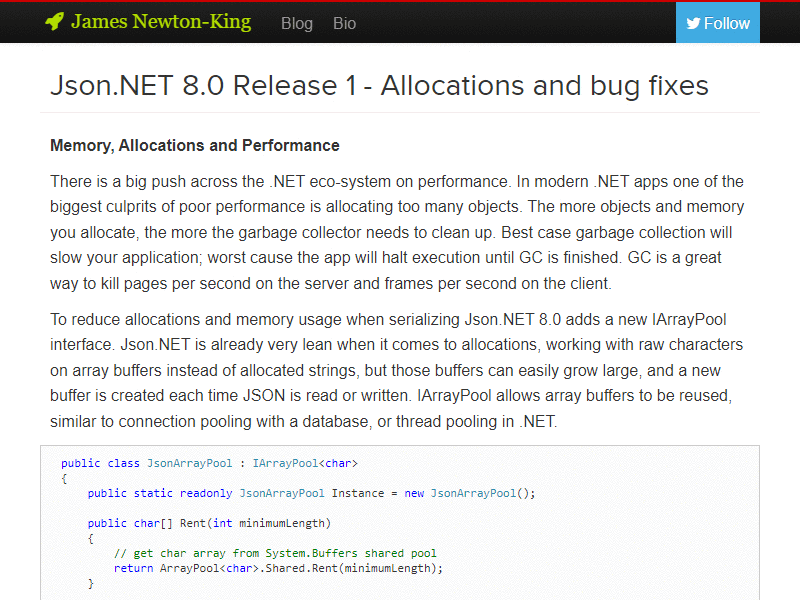 James Newton-King Blog Bio Follow
Json.NET 8.0 Release 1 - Allocations and bug fixes
Memory, Allocations and Performance
There is a big push across the .NET eco-system on performance. In modern .NET apps one of the
biggest culprits of poor performance is allocating too many objects. The more objects and memory
you allocate, the more the garbage collector needs to clean up. Best case garbage collection will
slow your application; worst cause the app will halt execution until GC is finished. GC is a great
way to kill pages per second on the server and frames per second on the client.
To reduce allocations and memory usage when serializing Json.NET 8.0 adds a new IArrayPool
interface. Json.NET is already very lean when it comes to allocations, working with raw characters
on array buffers instead of allocated strings, but those buffers can easily grow large, and a new
buffer is created each time JSON is read or written. IArrayPool allows array buffers to be reused,
similar to connection pooling with a database, or thread pooling in .NET.
public class JsonArrayPool : IArrayPool<char>
{
public static readonly JsonArrayPool Instance = new JsonArrayPool();
public char[] Rent(int minimumLength)
{
// get char array from System.Buffers shared pool
return ArrayPool<char>.Shared.Rent(minimumLength);
}